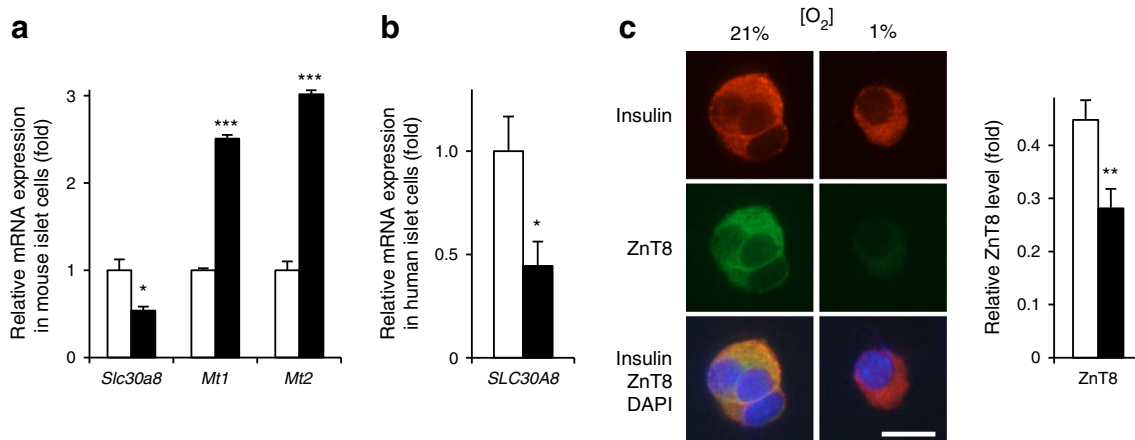 a
Relative mRNA expression
in mouse islet cells (fold)
3
2
1
0
***
***
*
Slc30a8 Mt1 Mt2
b
Relative mRNA expression
in human islet cells (fold)
1.0
0.5
0
*
SLC30A8
c
[O2]
21% 1%
Insulin
ZnT8
Insulin
ZnT8
DAPI
Relative ZnT8 level (fold)
0.4
0.3
0.2
0.1
0
**
ZnT8